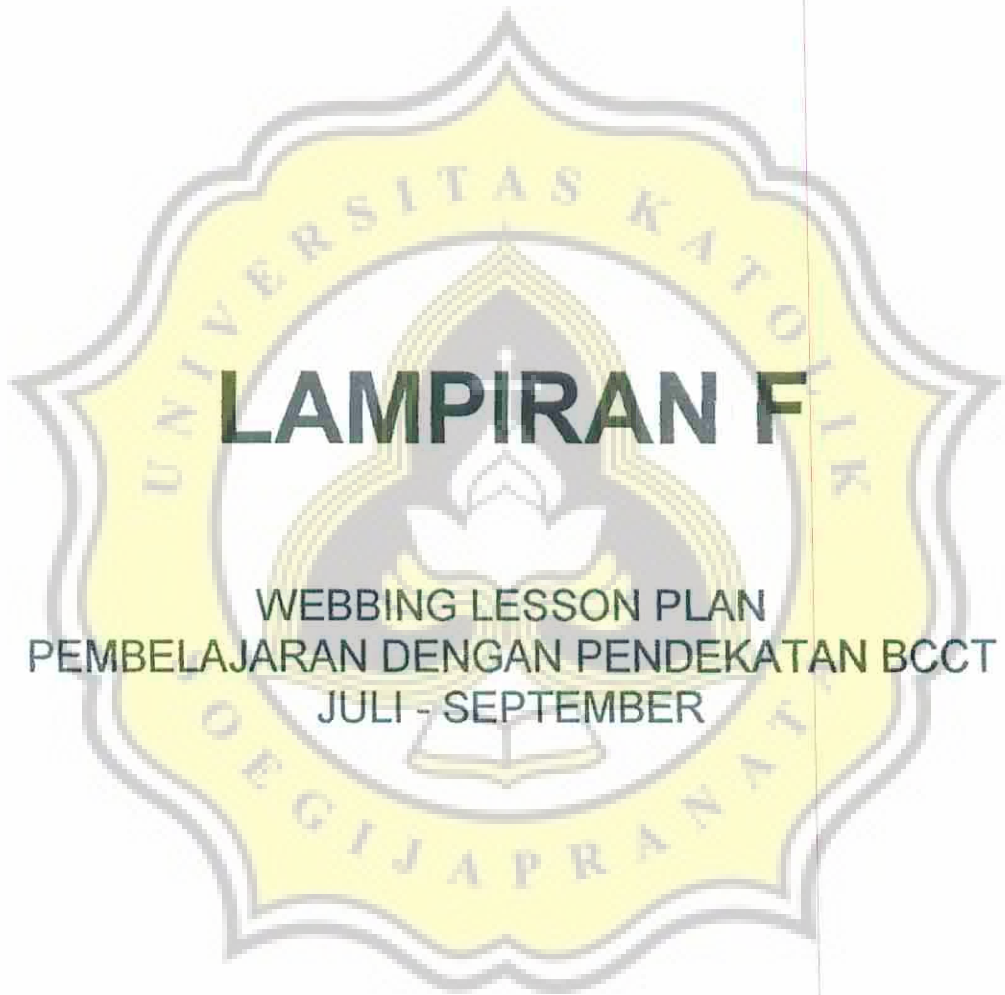 UNIVERSITAS KATOLIK
LAMPIRAN F
WEBBING LESSON PLAN
PEMBELAJARAN DENGAN PENDEKATAN BCCT
JULI - SEPTEMBER
SOEGIJAPRANATA